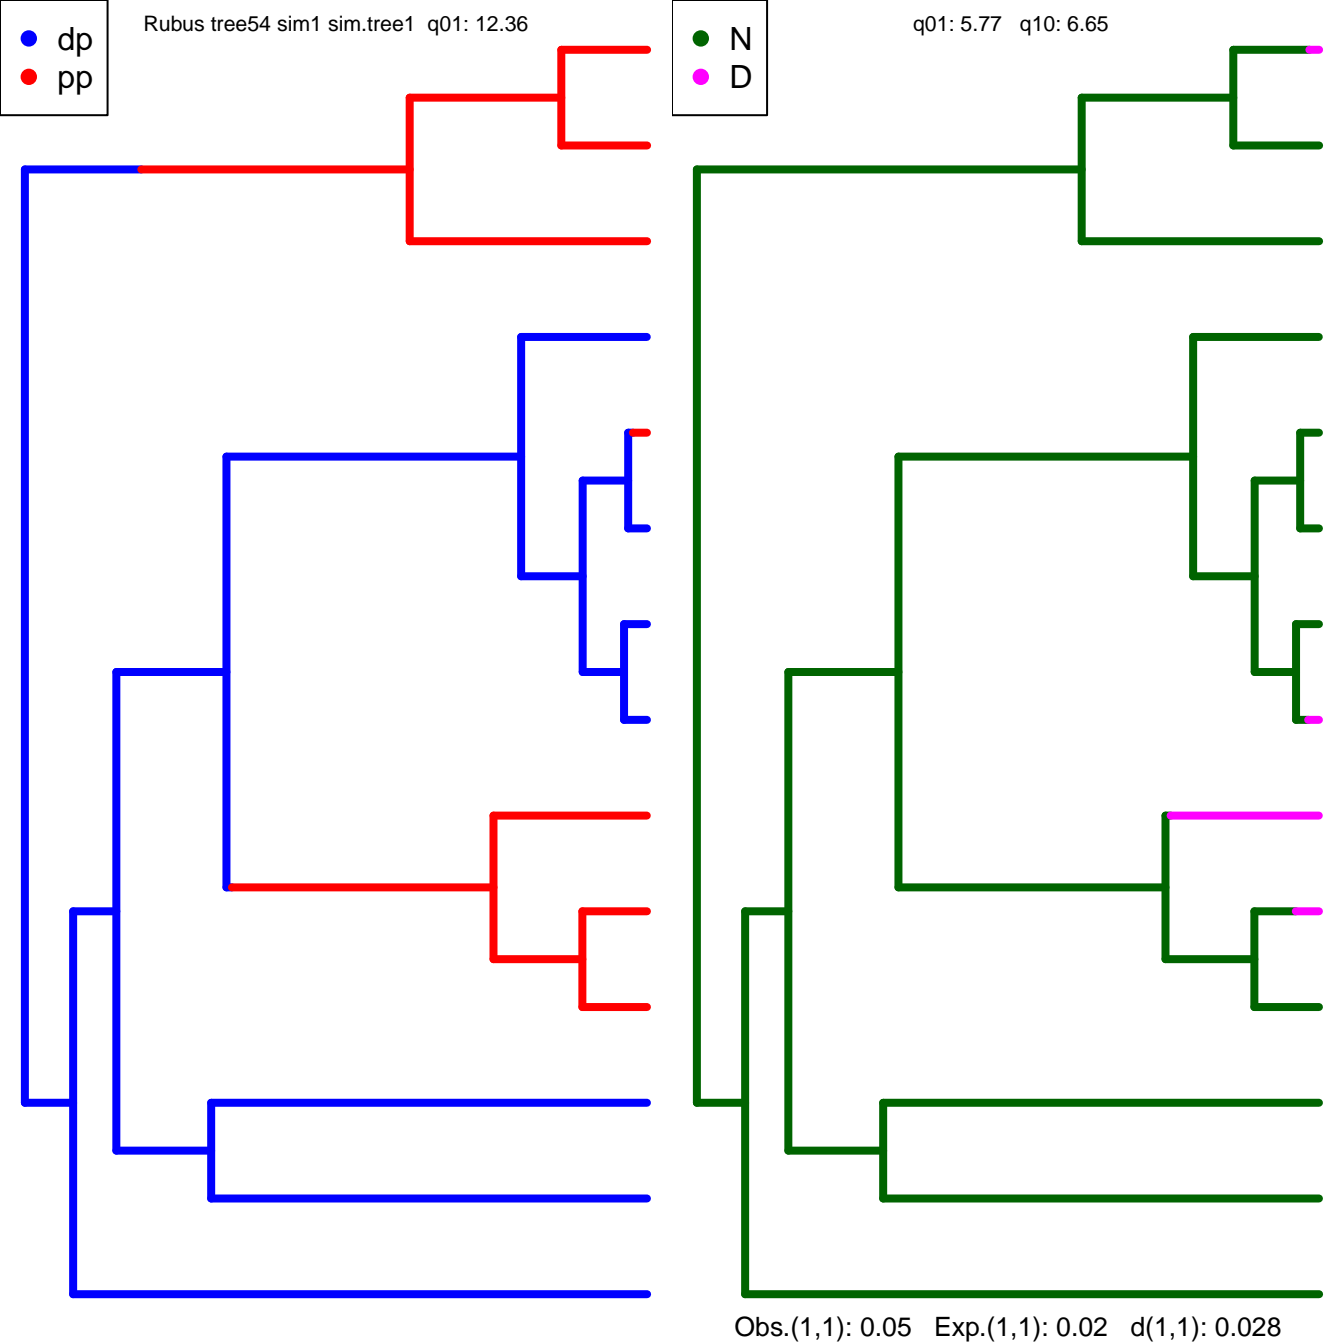 dp
pp
Rubus tree54 sim1 sim.tree1 q01: 12.36
N
D
q01: 5.77 q10: 6.65
Obs.(1,1): 0.05 Exp.(1,1): 0.02 d(1,1): 0.028